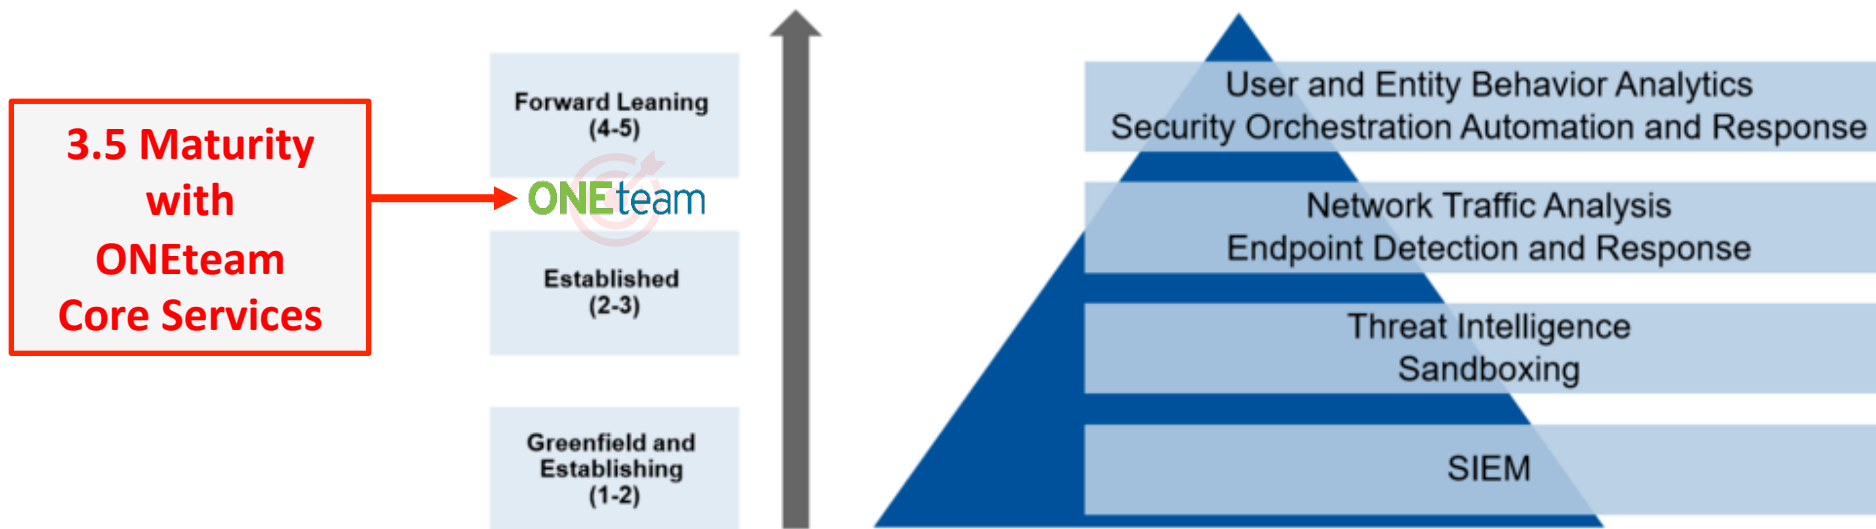 3.5 Maturity
with
ONEteam
Core Services
Forward Leaning
(4-5)
ONEteam
Established
(2-3)
Greenfield and
Establishing
(1-2)
User and Entity Behavior Analytics
Security Orchestration Automation and Response
Network Traffic Analysis
Endpoint Detection and Response
Threat Intelligence
Sandboxing
SIEM